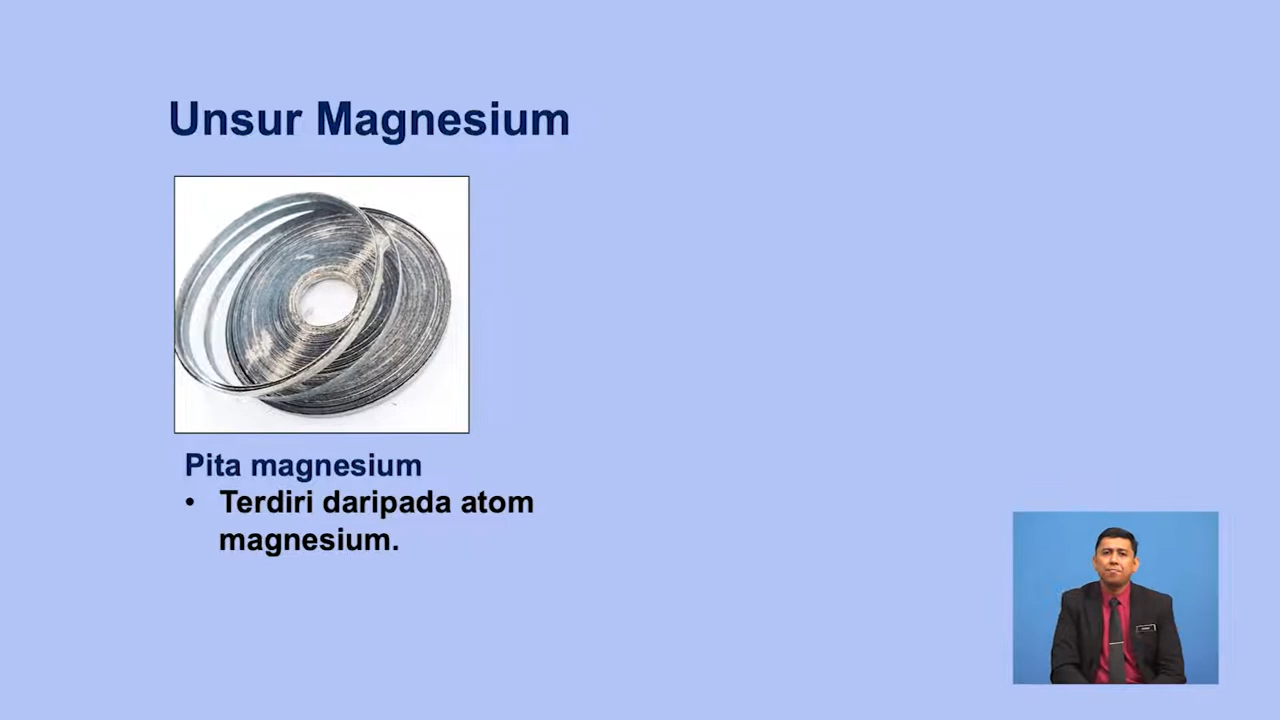 Unsur Magnesium
Pita magnesium
• Terdiri daripada atom
magnesium.